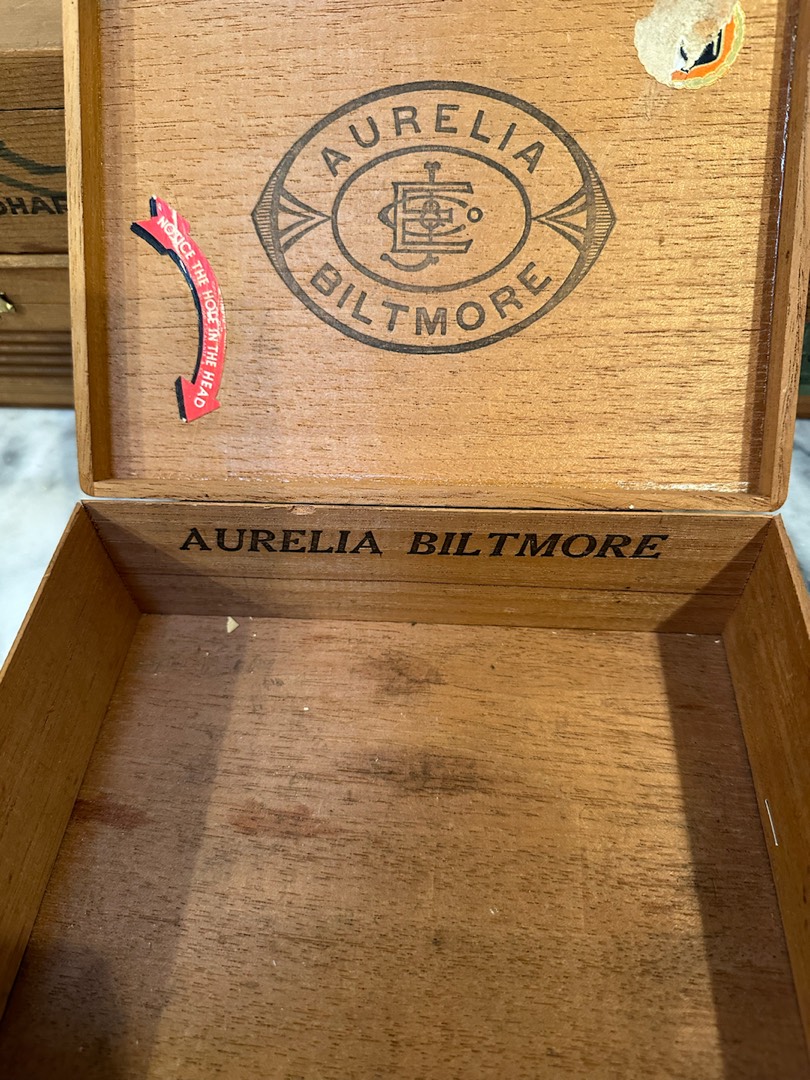 AURELIA
BILTMORE
NOTICE THE HOLE IN THE HEAD
AURELIA BILTMORE